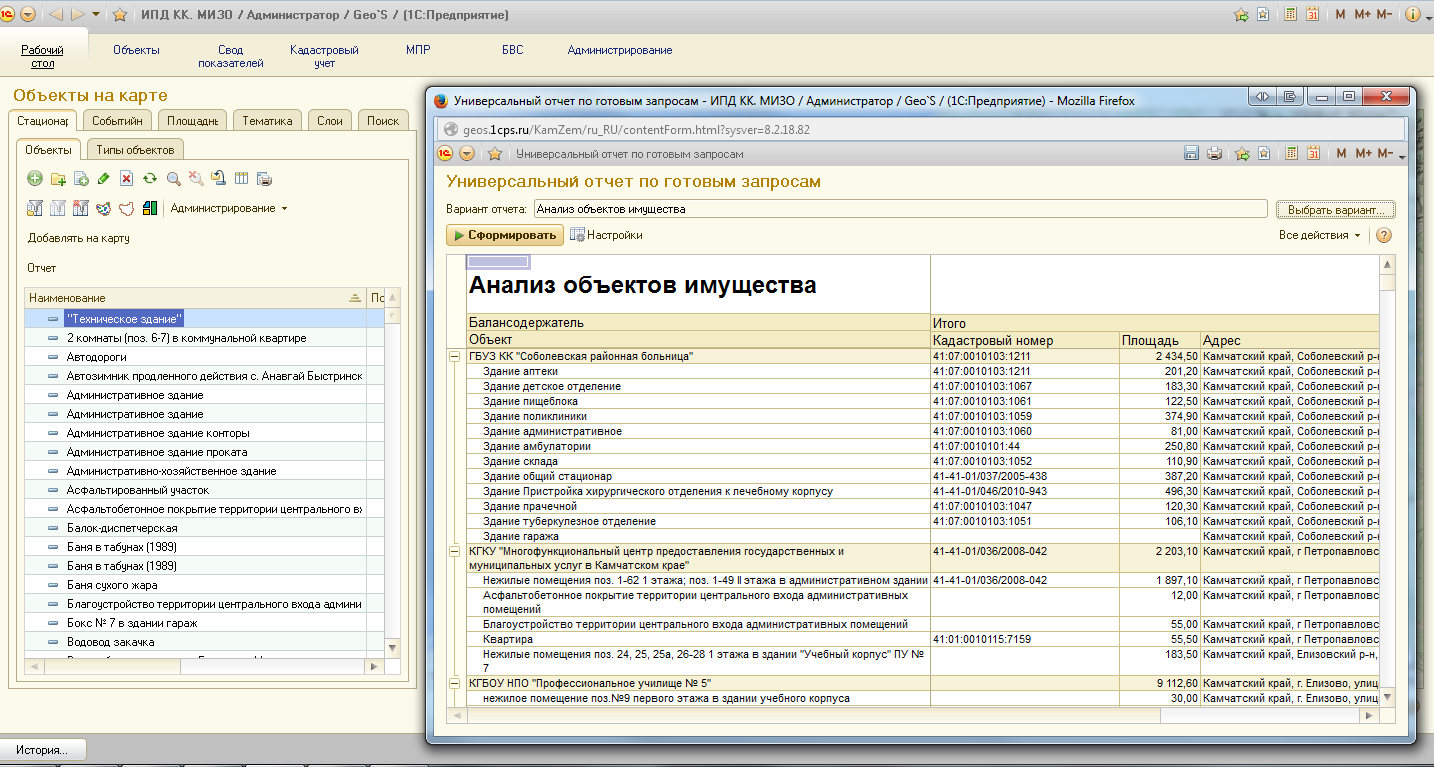 ИПД КК. МИЗО / Администратор / Geo`S / (1С:Предприятие)
M M+ M-
Рабочий стол
Объекты
Свод показателей
Кадастровый учет
МПР
БВС
Администрирование
Объекты на карте
Стационар
Событийн
Площадны
Тематика
Слои
Поиск
Объекты
Типы объектов
Администрирование
Добавлять на карту
Отчет
Наименование
По
"Техническое здание"
2 комнаты (поз. 6-7) в коммунальной квартире
Автодороги
Автозимник продленного действия с. Анавгай Быстринск
Административное здание
Административное здание
Административное здание конторы
Административное здание проката
Административно-хозяйственное здание
Асфальтированный участок
Асфальтобетонное покрытие территории центрального вх
Балок-диспетчерская
Баня в табунах (1989)
Баня в табунах (1989)
Баня сухого жара
Благоустройство территории центрального входа админи
Бокс № 7 в здании гараж
Водовод закачка
История...
Универсальный отчет по готовым запросам - ИПД КК. МИЗО / Администратор / Geo`S / (1С:Предприятие) - Mozilla Firefox
geos.1cps.ru/KamZem/ru_RU/contentForm.html?sysver=8.2.18.82
Универсальный отчет по готовым запросам
M M+ M-
Универсальный отчет по готовым запросам
Вариант отчета: Анализ объектов имущества Выбрать вариант...
Сформировать Настройки Все действия
Анализ объектов имущества
Балансодержатель Итого
Объект Кадастровый номер Площадь Адрес
ГБУЗ КК "Соболевская районная больница" 41:07:0010103:1211 2 434,50 Камчатский край, Соболевский р-н
Здание аптеки 41:07:0010103:1211 201,20 Камчатский край, Соболевский р-н
Здание детское отделение 41:07:0010103:1067 183,30 Камчатский край, Соболевский р-н
Здание пищеблока 41:07:0010103:1061 122,50 Камчатский край, Соболевский р-н
Здание поликлиники 41:07:0010103:1059 374,90 Камчатский край, Соболевский р-н
Здание административное 41:07:0010103:1060 81,00 Камчатский край, Соболевский р-н
Здание амбулатории 41:07:0010101:44 250,80 Камчатский край, Соболевский р-н
Здание склада 41:07:0010103:1052 110,90 Камчатский край, Соболевский р-н
Здание общий стационар 41-41-01/037/2005-438 387,20 Камчатский край, Соболевский р-н
Здание Пристройка хирургического отделения к лечебному корпусу 41-41-01/046/2010-943 496,30 Камчатский край, Соболевский р-н
Здание прачечной 41:07:0010103:1047 120,30 Камчатский край, Соболевский р-н
Здание туберкулезное отделение 41:07:0010103:1051 106,10 Камчатский край, Соболевский р-н
Здание гаража Камчатский край, Соболевский р-н
КГКУ "Многофункциональный центр предоставления государственных и 41-41-01/036/2008-042 2 203,10 Камчатский край, г Петропавловс
муниципальных услуг в Камчатском крае"
Нежилые помещения поз. 1-62 1 этажа; поз. 1-49 II этажа в административном здании 41-41-01/036/2008-042 1 897,10 Камчатский край, г Петропавловс
Асфальтобетонное покрытие территории центрального входа административных 12,00 Камчатский край, г Петропавловс
помещений
Благоустройство территории центрального входа административных помещений 55,00 Камчатский край, г Петропавловс
Квартира 41:01:0010115:7159 55,50 Камчатский край, г Петропавловс
Нежилые помещения поз. 24, 25, 25а, 26-28 1 этажа в здании "Учебный корпус" ПУ № 183,50 Камчатский край, Елизовский р-н,
7
КГБОУ НПО "Профессиональное училище № 5" 9 112,60 Камчатский край, г. Елизово, улиц
нежилое помещение поз.№9 первого этажа в здании учебного корпуса 30,00 Камчатский край, г. Елизово, улиц